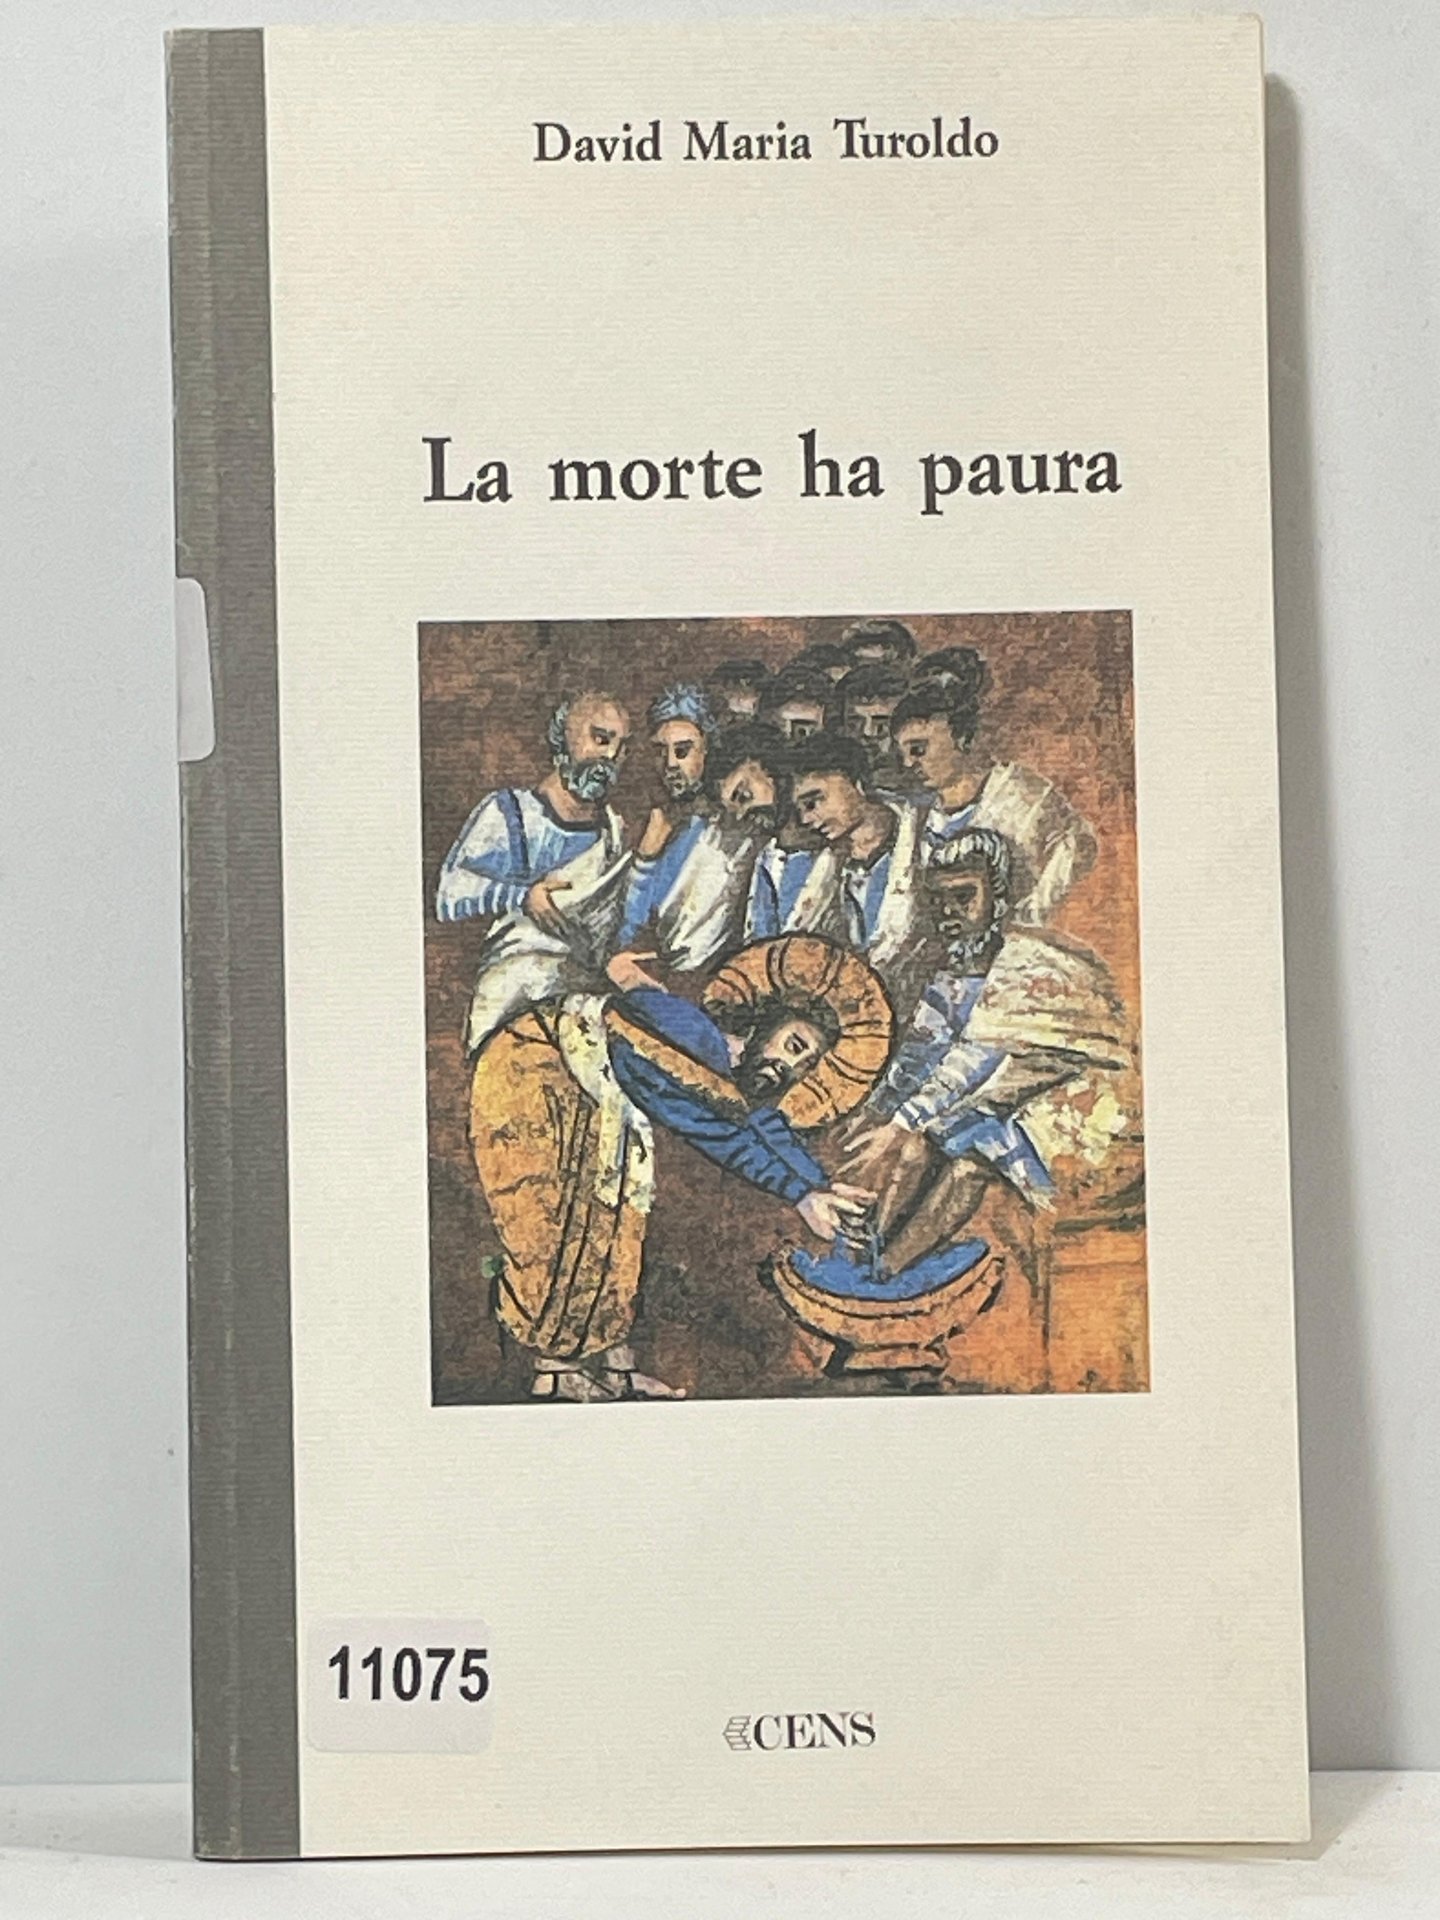 David Maria Turoldo
La morte ha paura
11075
CENS